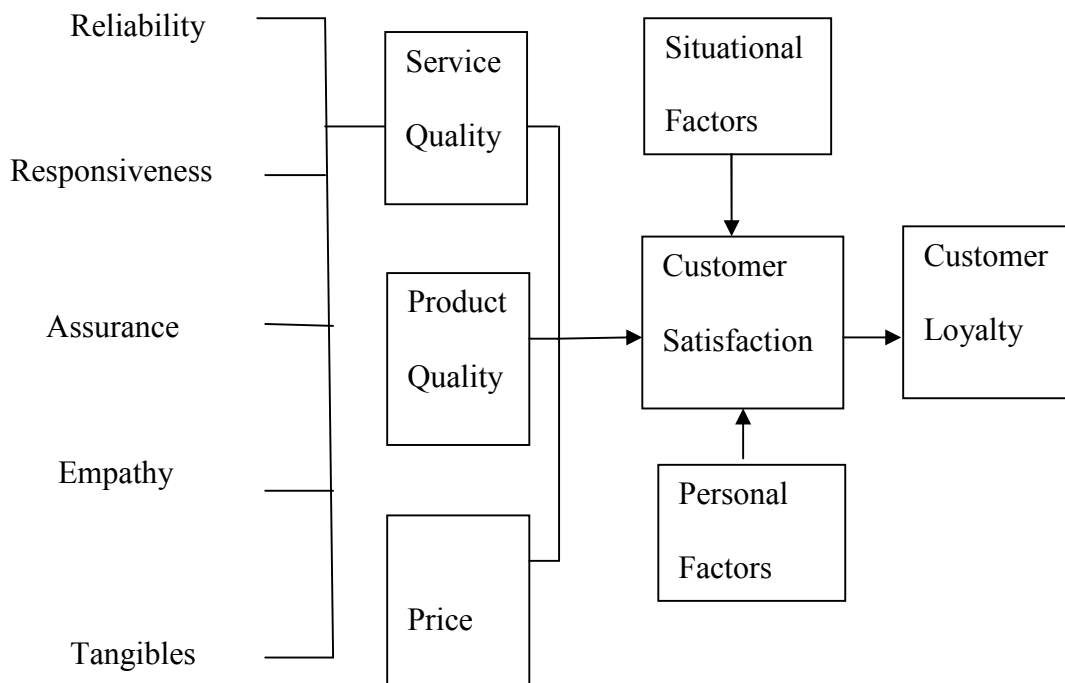 Reliability
Responsiveness
Assurance
Empathy
Tangibles
Service
Quality
Product
Quality
Price
Situational
Factors
Customer
Satisfaction
Personal
Factors
Customer
Loyalty